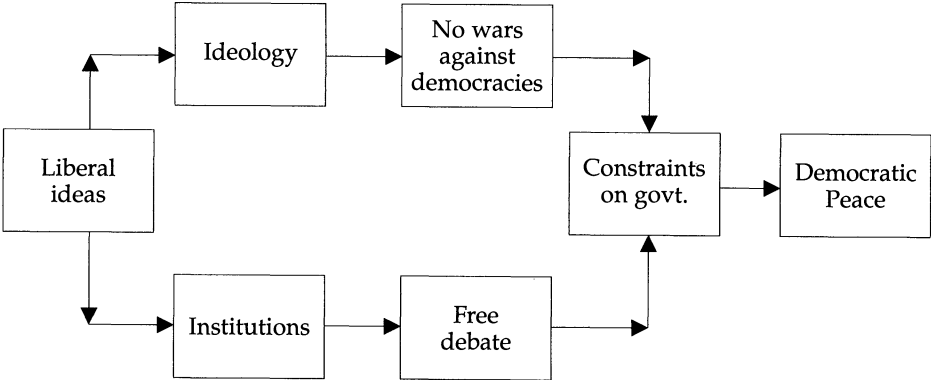 Ideology
No wars
against
democracies
Liberal
ideas
Constraints
on govt.
Democratic
Peace
Institutions
Free
debate